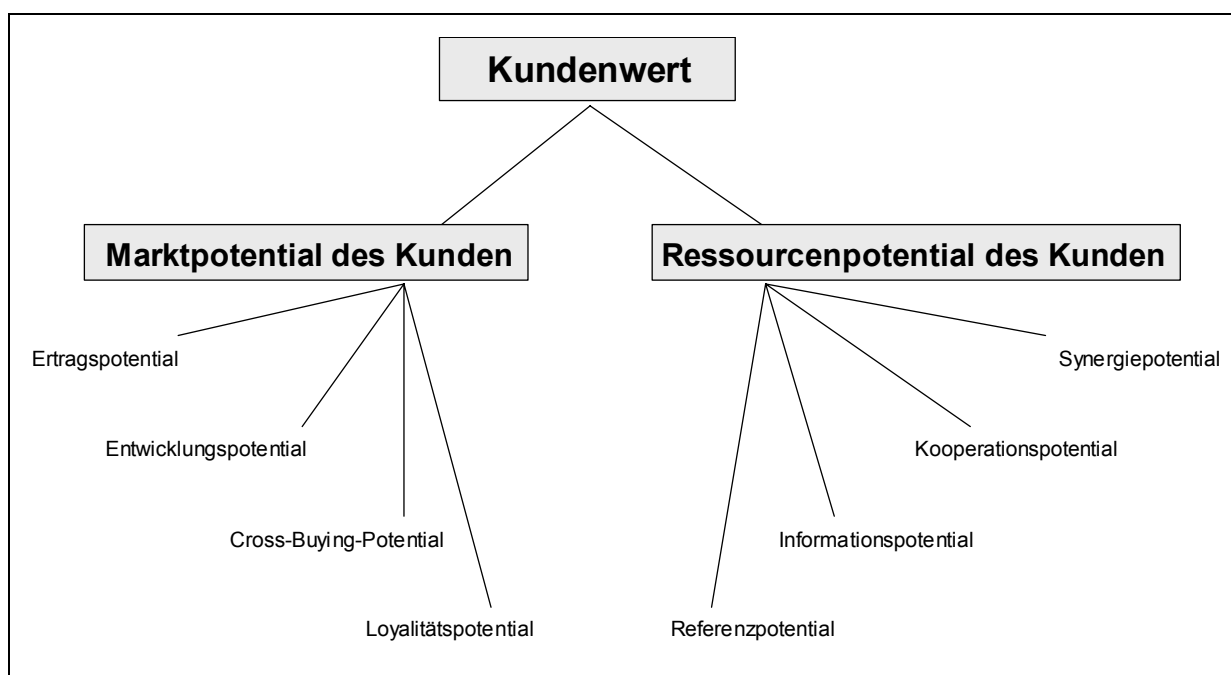 Kundenwert
Marktpotential des Kunden
Ressourcenpotential des Kunden
Ertragspotential
Synergiepotential
Entwicklungspotential
Kooperationspotential
Cross-Buying-Potential
Informationspotential
Loyalitätspotential
Referenzpotential